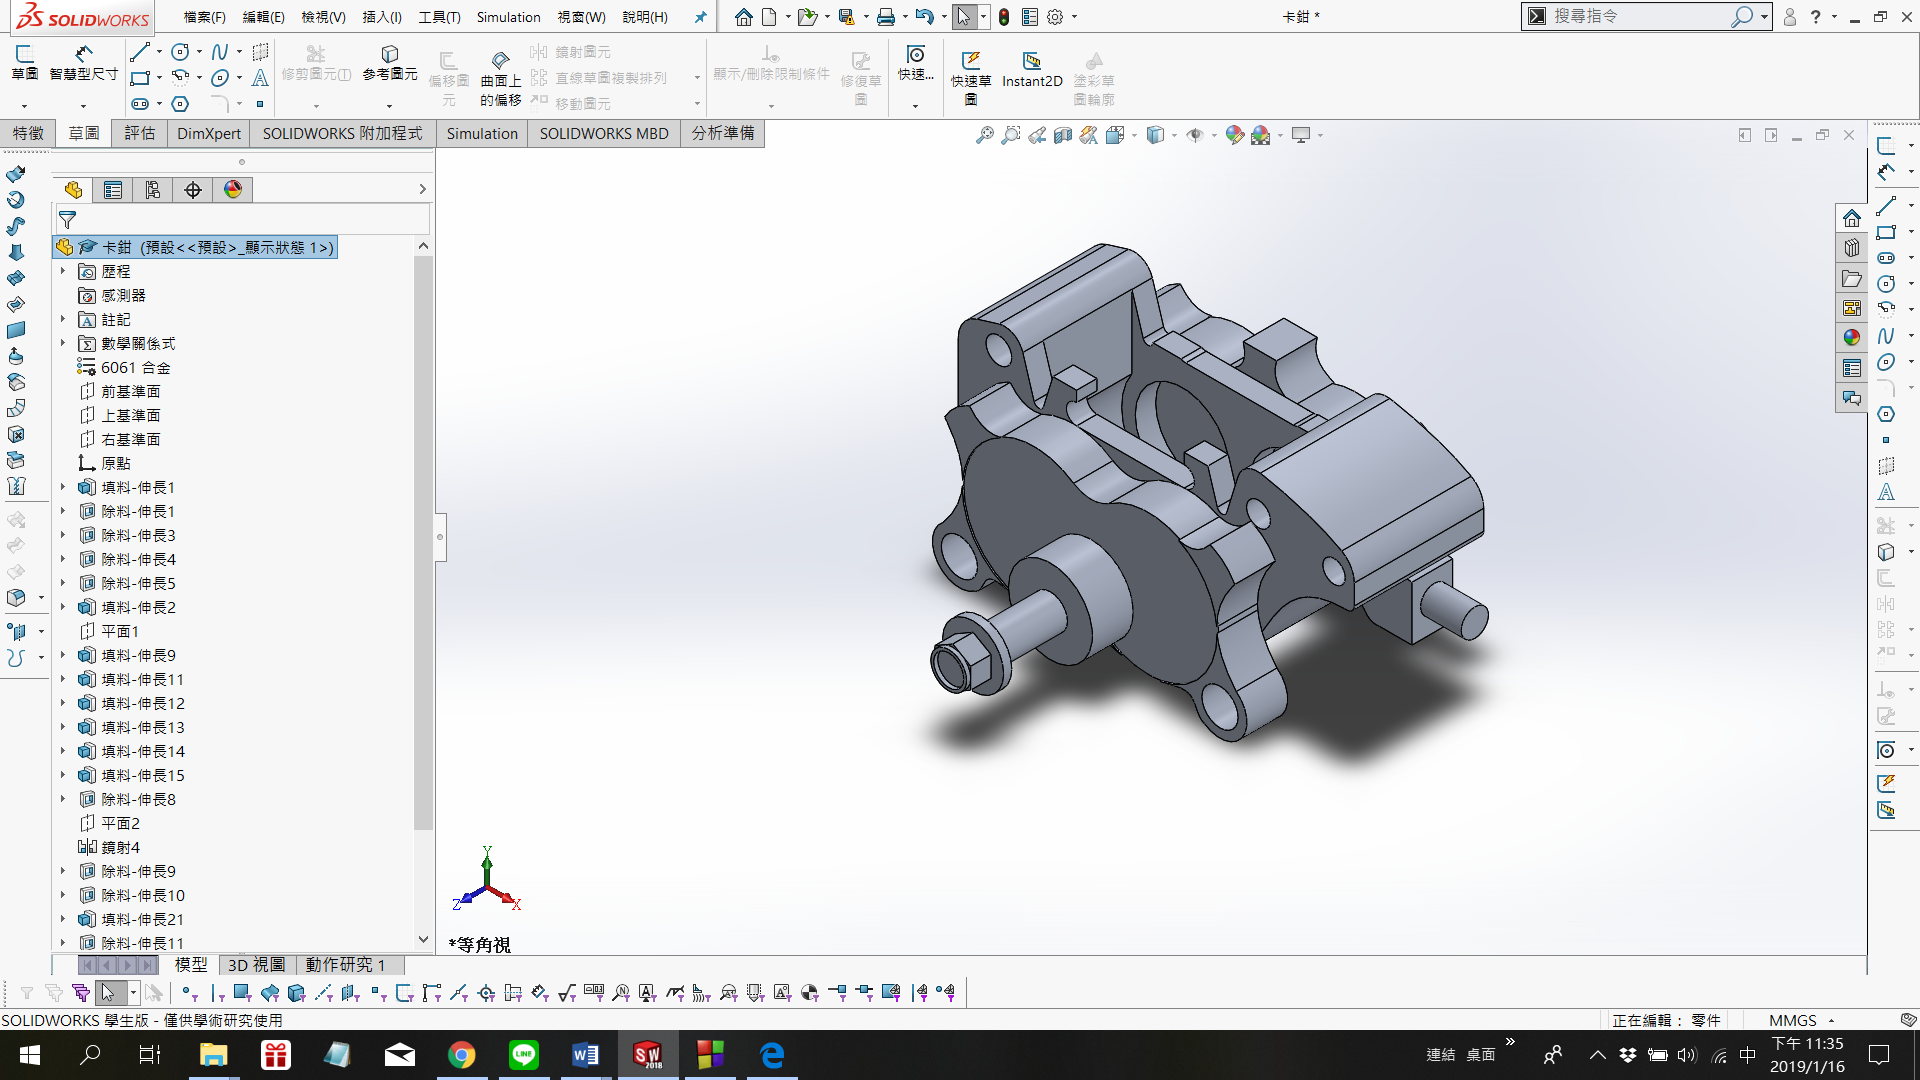 SOLIDWORKS
檔案(F) 編輯(E) 檢視(V) 插入(I) 工具(T) Simulation 視窗(W) 說明(H)
卡鉗 *
搜尋指令
草圖 智慧型尺寸
修剪圖元(T) 參考圖元 偏移圖元 曲面上的偏移
鏡射圖元
直線草圖複製排列
移動圖元
顯示/刪除限制條件 修復草圖 快速... 快速草圖 Instant2D 塗彩草圖輪廓
特徵 草圖 評估 DimXpert SOLIDWORKS 附加程式 Simulation SOLIDWORKS MBD 分析準備
卡鉗 (預設<<預設>_顯示狀態 1>)
歷程
感測器
註記
數學關係式
6061 合金
前基準面
上基準面
右基準面
原點
填料-伸長1
除料-伸長1
除料-伸長3
除料-伸長4
除料-伸長5
填料-伸長2
平面1
填料-伸長9
填料-伸長11
填料-伸長12
填料-伸長13
填料-伸長14
填料-伸長15
除料-伸長8
平面2
鏡射4
除料-伸長9
除料-伸長10
填料-伸長21
除料-伸長11
Y
Z X
*等角視
模型 3D 視圖 動作研究 1
SOLIDWORKS 學生版 - 僅供學術研究使用
正在編輯： 零件 MMGS
連結 桌面 中 下午 11:35
2019/1/16